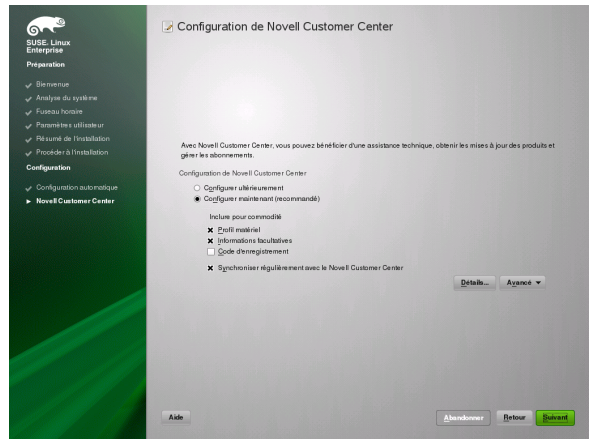 SUSE. Linux
Enterprise
Préparation
Bienvenue
Analyse du système
Fuseau horaire
Paramètres utilisateur
Résumé de l'installation
Procéder à l'installation
Configuration
Configuration automatique
Novell Customer Center
Configuration de Novell Customer Center
Avec Novell Customer Center, vous pouvez bénéficier d'une assistance technique, obtenir les mises à jour des produits et
gérer les abonnements.
Configuration de Novell Customer Center
Configurer ultérieurement
Configurer maintenant (recommandé)
Inclure pour commodité
Profil matériel
Informations facultatives
Code d'enregistrement
Synchroniser régulièrement avec le Novell Customer Center
Détails...
Avancé
Aide
Abandonner
Retour
Suivant